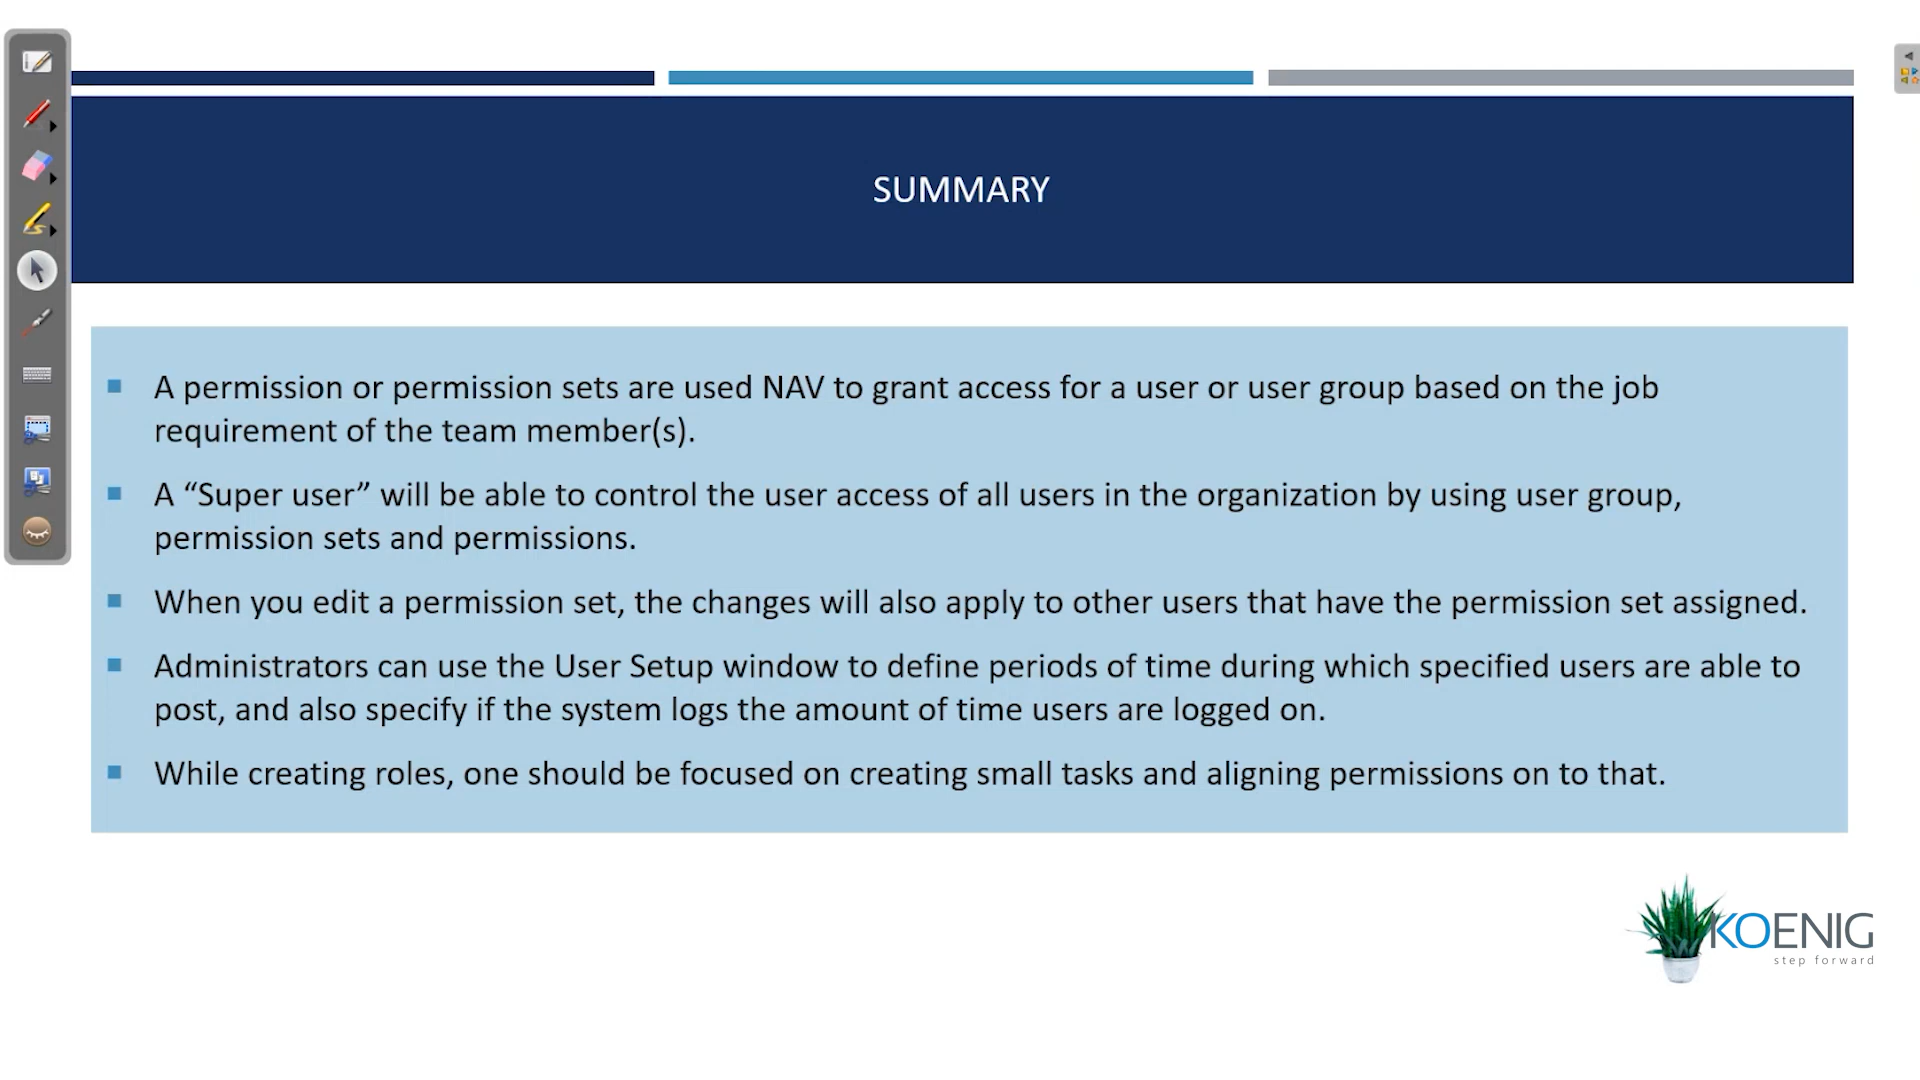 SUMMARY
A permission or permission sets are used NAV to grant access for a user or user group based on the job
requirement of the team member(s).
A “Super user” will be able to control the user access of all users in the organization by using user group,
permission sets and permissions.
When you edit a permission set, the changes will also apply to other users that have the permission set assigned.
Administrators can use the User Setup window to define periods of time during which specified users are able to
post, and also specify if the system logs the amount of time users are logged on.
While creating roles, one should be focused on creating small tasks and aligning permissions on to that.
KOENIG
step forward